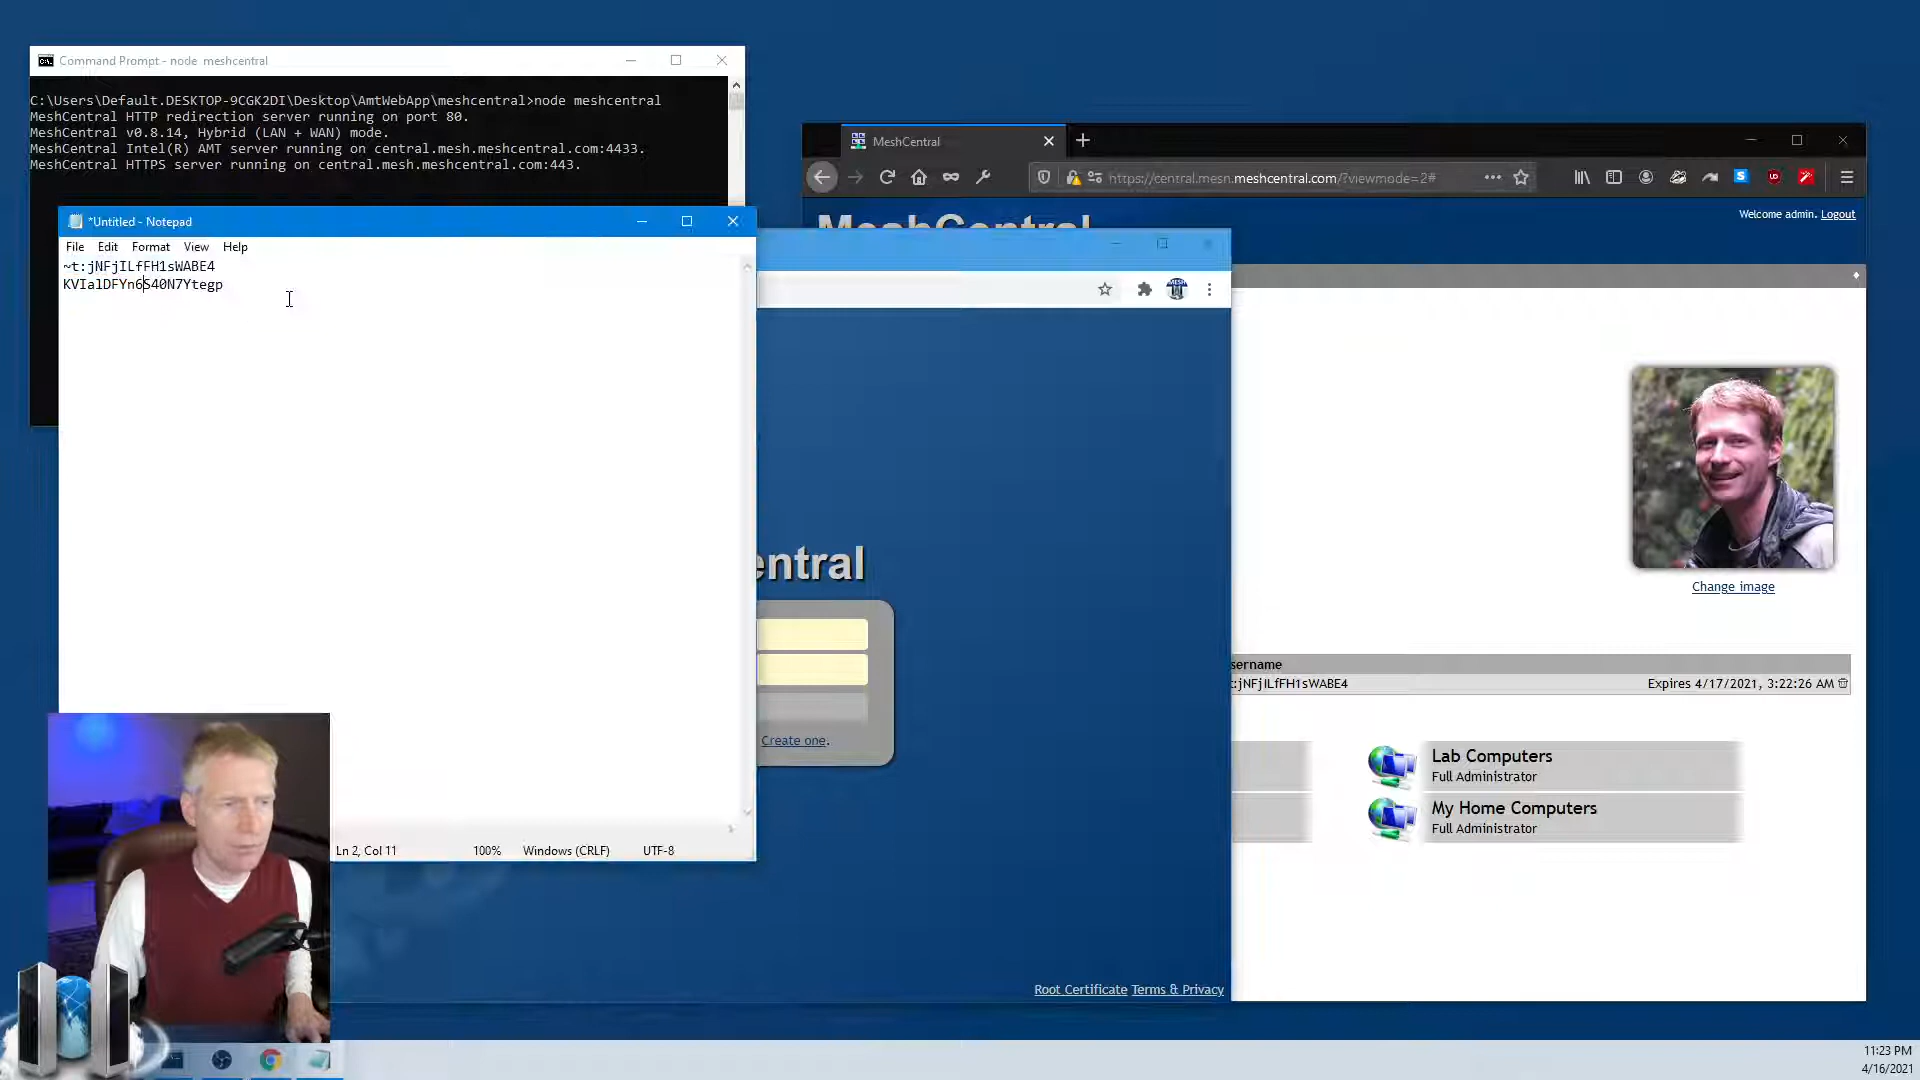 Command Prompt - node meshcentral
C:\Users\Default.DESKTOP-9CGK2DI\Desktop\AmtWebApp\meshcentral>node meshcentral
MeshCentral HTTP redirection server running on port 80.
MeshCentral v0.8.14, Hybrid (LAN + WAN) mode.
MeshCentral Intel(R) AMT server running on central.mesh.meshcentral.com:4433.
MeshCentral HTTPS server running on central.mesh.meshcentral.com:443.
*Untitled - Notepad
File Edit Format View Help
~t:jNFjILfFH1sWABE4
KVIalDFYn6S40N7Ytegp
Ln 2, Col 11
100%
Windows (CRLF)
UTF-8
MeshCentral
https://central.mesh.meshcentral.com/?viewmode=2#
MeshCentral
Welcome admin. Logout
entral
Create one.
Root Certificate Terms & Privacy
Change image
sername
t:jNFjILfFH1sWABE4
Expires 4/17/2021, 3:22:26 AM
Lab Computers
Full Administrator
My Home Computers
Full Administrator
11:23 PM
4/16/2021